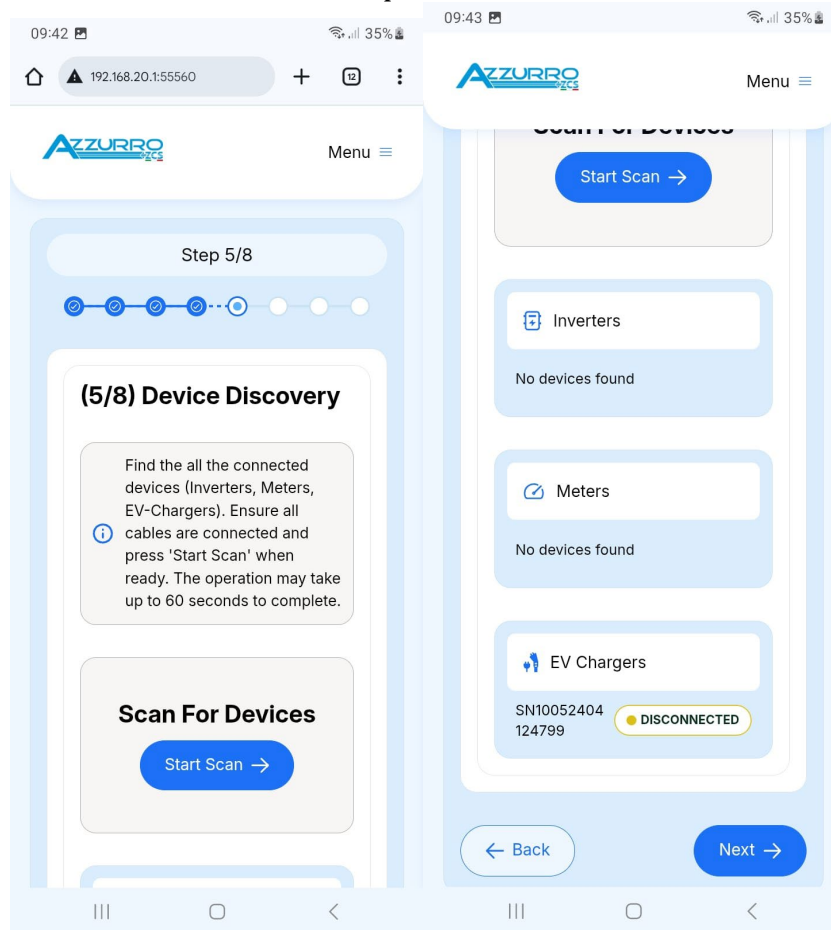 09:42
35%
192.168.20.1:55560
12
AZZURRO
ZCS
Menu
Step 5/8
(5/8) Device Discovery
Find the all the connected
devices (Inverters, Meters,
EV-Chargers). Ensure all
cables are connected and
press 'Start Scan' when
ready. The operation may take
up to 60 seconds to complete.
Scan For Devices
Start Scan →
09:43
35%
AZZURRO
ZCS
Menu
Scan For Devices
Start Scan →
Inverters
No devices found
Meters
No devices found
EV Chargers
SN10052404
124799
DISCONNECTED
← Back
Next →